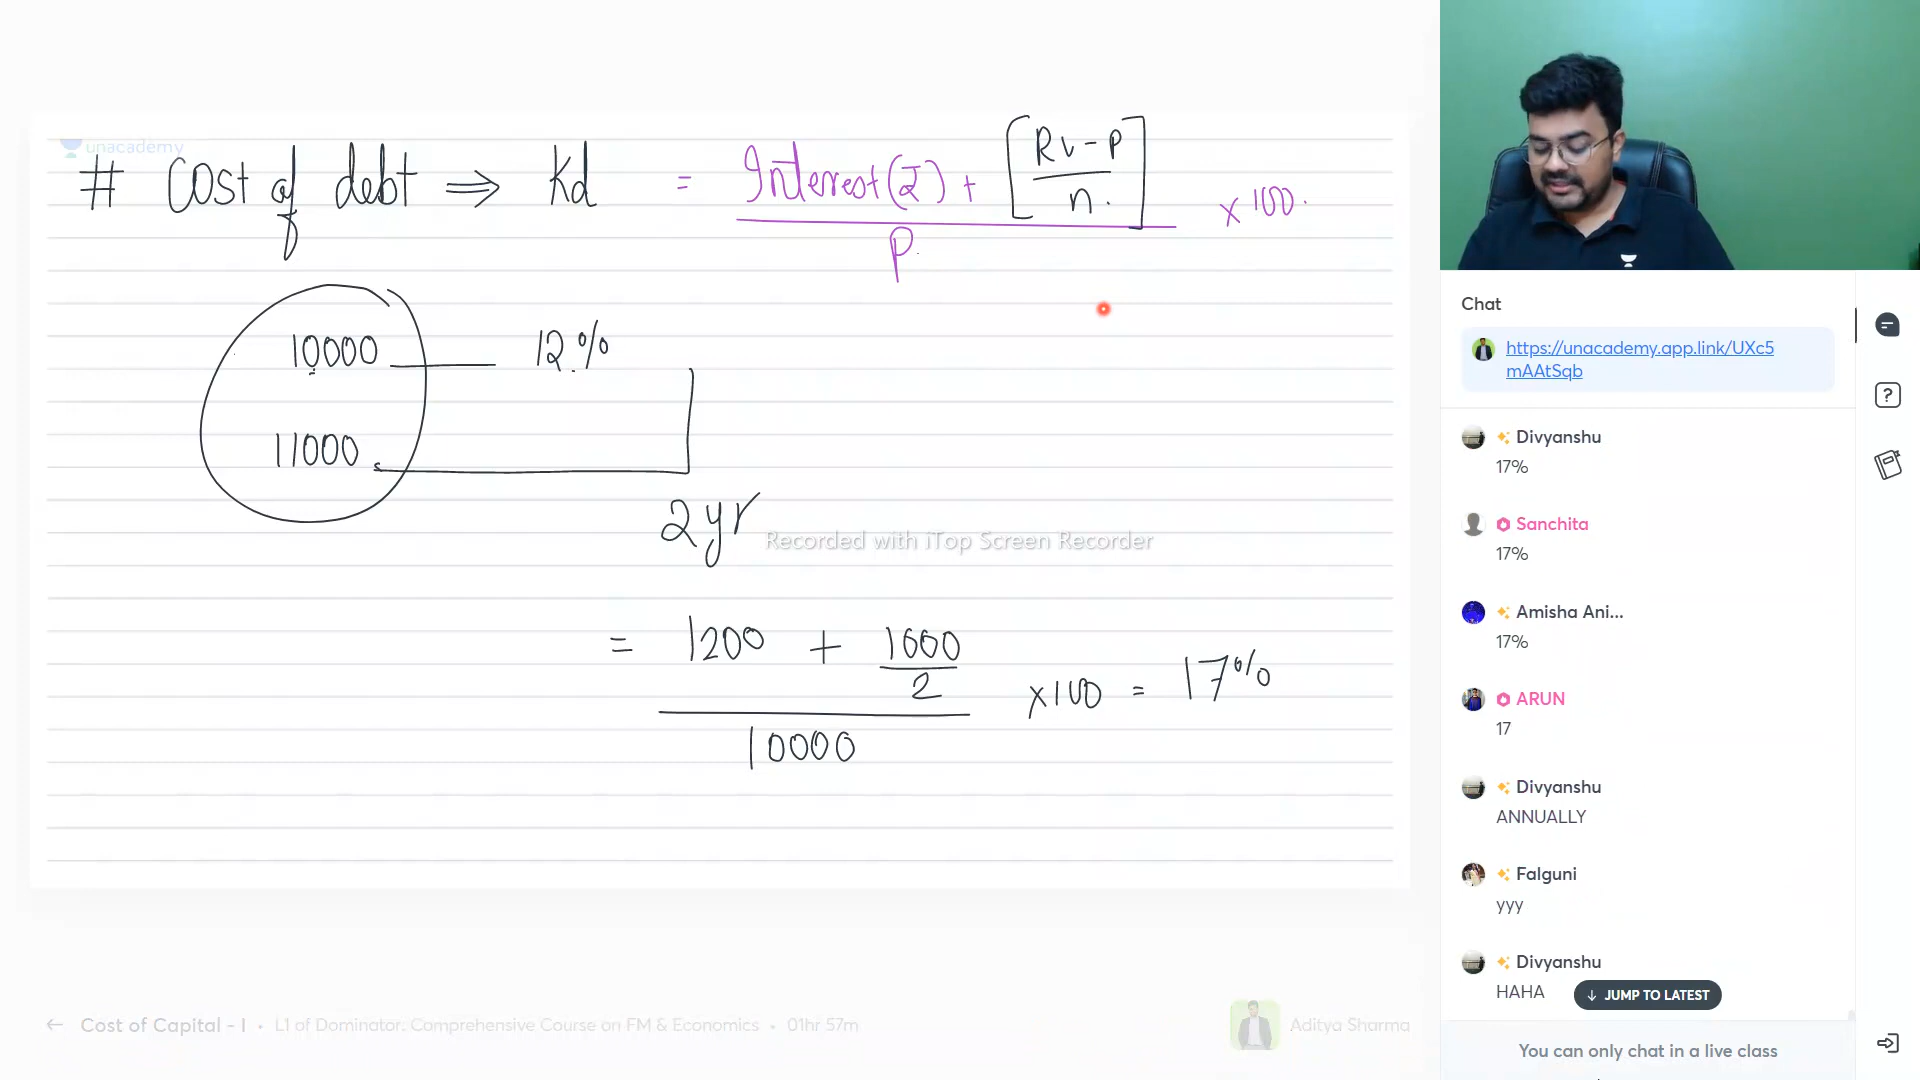 unacademy
# Cost of debt ⟹ Kd = Interest(I) + [Rv - P / n.] / P. × 100.
10000 — 12%
11000
2yr
Recorded with iTop Screen Recorder
= 1200 + 1000/2 / 10000 ×100 = 17%
← Cost of Capital - I • L1 of Dominator: Comprehensive Course on FM & Economics • 01hr 57m
Aditya Sharma
Chat
https://unacademy.app.link/UXc5
mAAtSqb
Divyanshu
17%
Sanchita
17%
Amisha Ani...
17%
ARUN
17
Divyanshu
ANNUALLY
Falguni
yyy
Divyanshu
HAHA
↓ JUMP TO LATEST
You can only chat in a live class